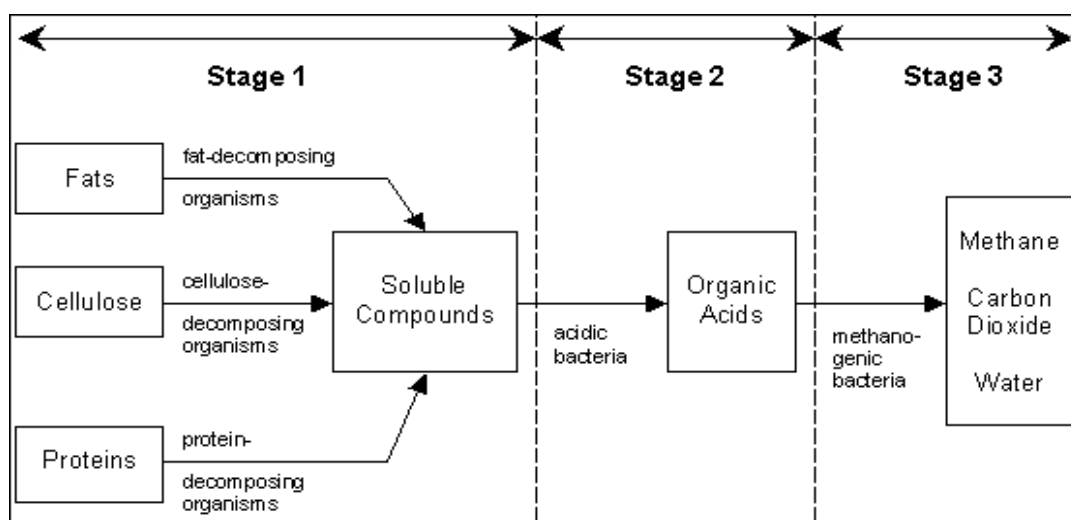 Stage 1
Stage 2
Stage 3
Fats
fat-decomposing
organisms
Cellulose
cellulose-
decomposing
organisms
Proteins
protein-
decomposing
organisms
Soluble
Compounds
acidic
bacteria
Organic
Acids
methano-
genic
bacteria
Methane
Carbon
Dioxide
Water